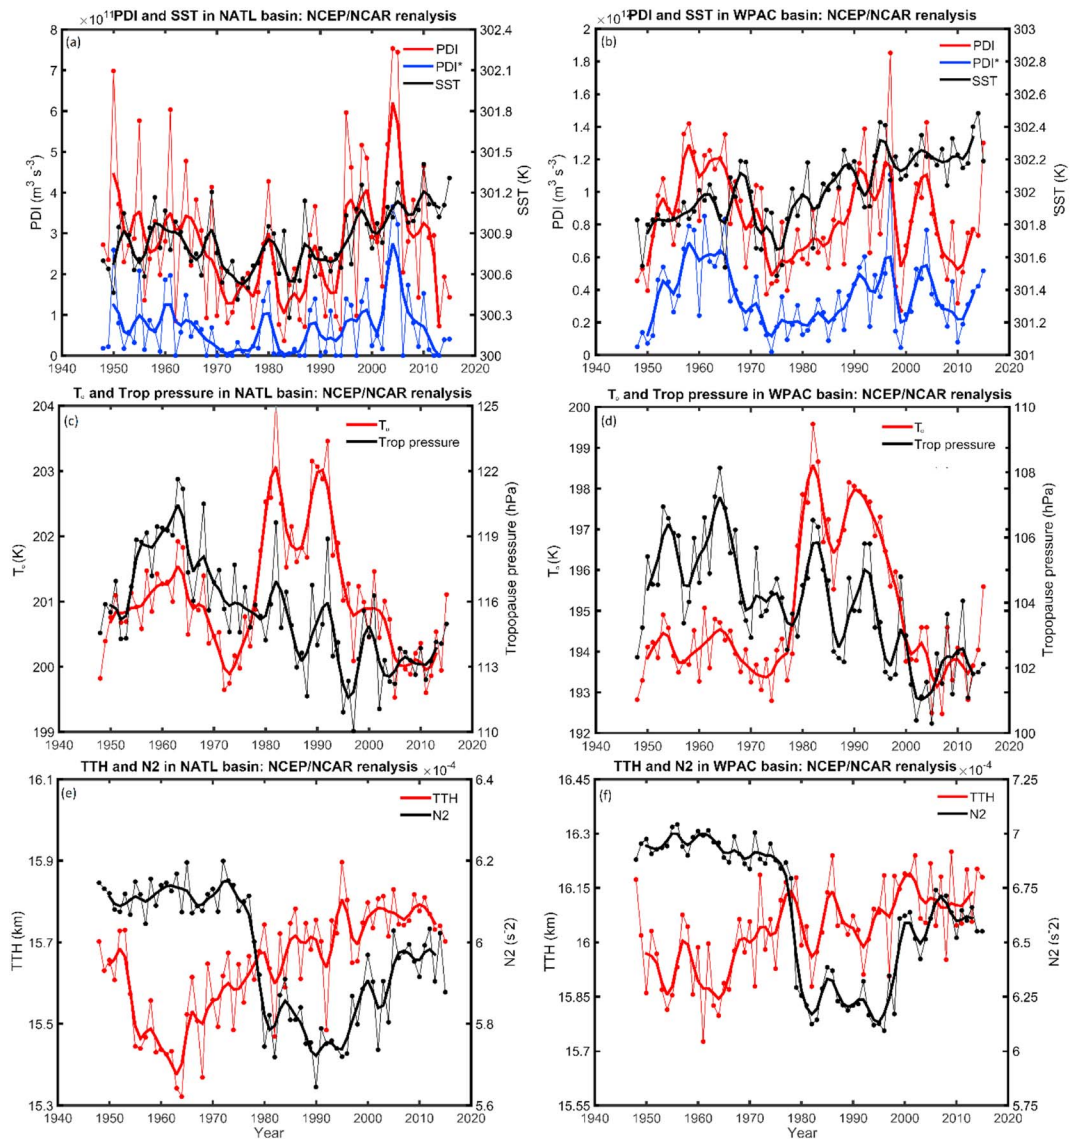 ×10¹¹PDI and SST in NATL basin: NCEP/NCAR renalysis
(a)
PDI
PDI*
SST
8
7
6
5
4
3
2
1
0
302.4
302.1
301.8
301.5
301.2
300.9
300.6
300.3
300
1940 1950 1960 1970 1980 1990 2000 2010 2020
PDI (m³ s⁻³)
SST (K)
×10¹²PDI and SST in WPAC basin: NCEP/NCAR renalysis
(b)
PDI
PDI*
SST
2
1.8
1.6
1.4
1.2
1
0.8
0.6
0.4
0.2
0
303
302.8
302.6
302.4
302.2
302
301.8
301.6
301.4
301.2
301
1940 1950 1960 1970 1980 1990 2000 2010 2020
PDI (m³ s⁻³)
SST (K)
Tₒ and Trop pressure in NATL basin: NCEP/NCAR renalysis
(c)
Tₒ
Trop pressure
204
203
202
201
200
199
125
122
119
116
113
110
1940 1950 1960 1970 1980 1990 2000 2010 2020
Tₒ(K)
Tropopause pressure (hPa)
Tₒ and Trop pressure in WPAC basin: NCEP/NCAR renalysis
(d)
Tₒ
Trop pressure
200
199
198
197
196
195
194
193
192
110
108
106
104
102
100
1940 1950 1960 1970 1980 1990 2000 2010 2020
Tₒ(K)
Tropopause pressure (hPa)
TTH and N2 in NATL basin: NCEP/NCAR renalysis
×10⁻⁴
(e)
TTH
N2
16.1
15.9
15.7
15.5
15.3
6.4
6.2
6
5.8
5.6
1940 1950 1960 1970 1980 1990 2000 2010 2020
TTH (km)
N2 (sˆ2)
Year
TTH and N2 in WPAC basin: NCEP/NCAR renalysis
×10⁻⁴
(f)
TTH
N2
16.45
16.3
16.15
16
15.85
15.7
15.55
7.25
7
6.75
6.5
6.25
6
5.75
1940 1950 1960 1970 1980 1990 2000 2010 2020
TTH (km)
N2 (sˆ2)
Year